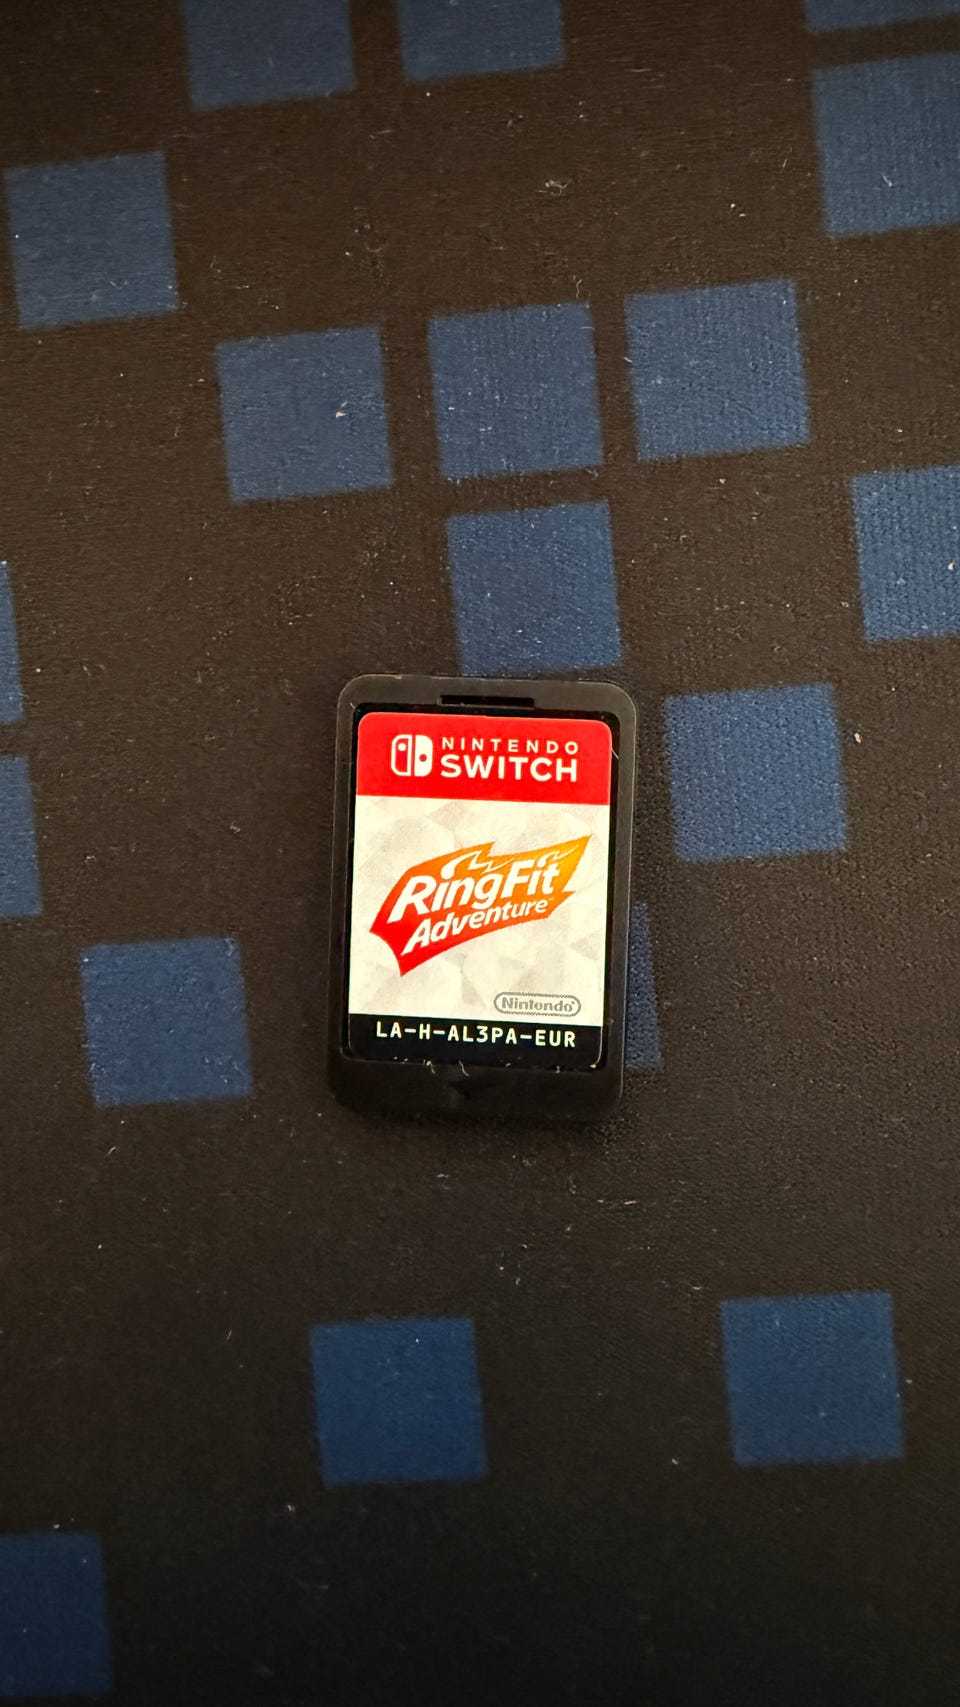 NINTENDO
SWITCH
RingFit
Adventure
Nintendo
LA-H-AL3PA-EUR